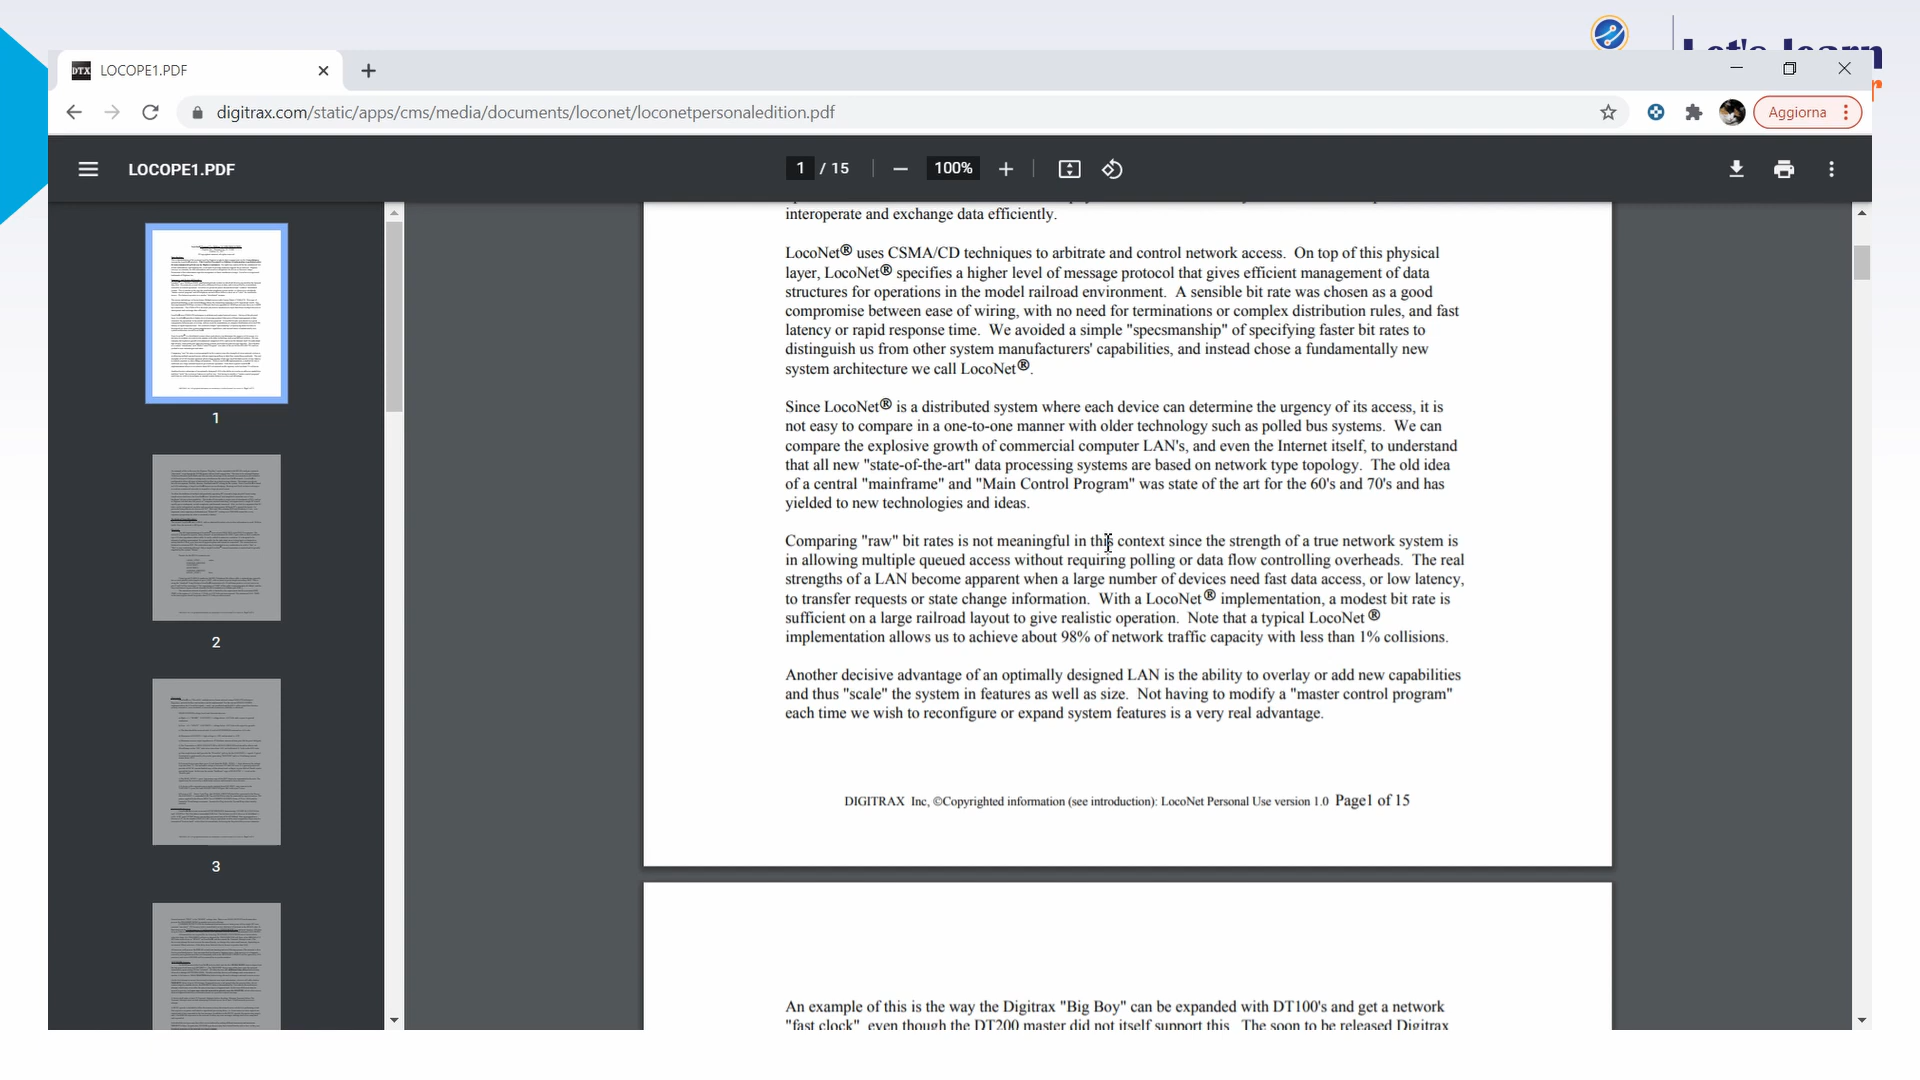 Let's learn
LOCOPE1.PDF
digitrax.com/static/apps/cms/media/documents/loconet/loconetpersonaledition.pdf
Aggiorna
LOCOPE1.PDF
1 / 15
100%
1
2
3
interoperate and exchange data efficiently.
LocoNet® uses CSMA/CD techniques to arbitrate and control network access. On top of this physical
layer, LocoNet® specifies a higher level of message protocol that gives efficient management of data
structures for operations in the model railroad environment. A sensible bit rate was chosen as a good
compromise between ease of wiring, with no need for terminations or complex distribution rules, and fast
latency or rapid response time. We avoided a simple "specsmanship" of specifying faster bit rates to
distinguish us from other system manufacturers' capabilities, and instead chose a fundamentally new
system architecture we call LocoNet®.
Since LocoNet® is a distributed system where each device can determine the urgency of its access, it is
not easy to compare in a one-to-one manner with older technology such as polled bus systems. We can
compare the explosive growth of commercial computer LAN's, and even the Internet itself, to understand
that all new "state-of-the-art" data processing systems are based on network type topology. The old idea
of a central "mainframe" and "Main Control Program" was state of the art for the 60's and 70's and has
yielded to new technologies and ideas.
Comparing "raw" bit rates is not meaningful in this context since the strength of a true network system is
in allowing multiple queued access without requiring polling or data flow controlling overheads. The real
strengths of a LAN become apparent when a large number of devices need fast data access, or low latency,
to transfer requests or state change information. With a LocoNet® implementation, a modest bit rate is
sufficient on a large railroad layout to give realistic operation. Note that a typical LocoNet®
implementation allows us to achieve about 98% of network traffic capacity with less than 1% collisions.
Another decisive advantage of an optimally designed LAN is the ability to overlay or add new capabilities
and thus "scale" the system in features as well as size. Not having to modify a "master control program"
each time we wish to reconfigure or expand system features is a very real advantage.
DIGITRAX Inc, ©Copyrighted information (see introduction): LocoNet Personal Use version 1.0 Page1 of 15
An example of this is the way the Digitrax "Big Boy" can be expanded with DT100's and get a network
"fast clock", even though the DT200 master did not itself support this. The soon to be released Digitrax